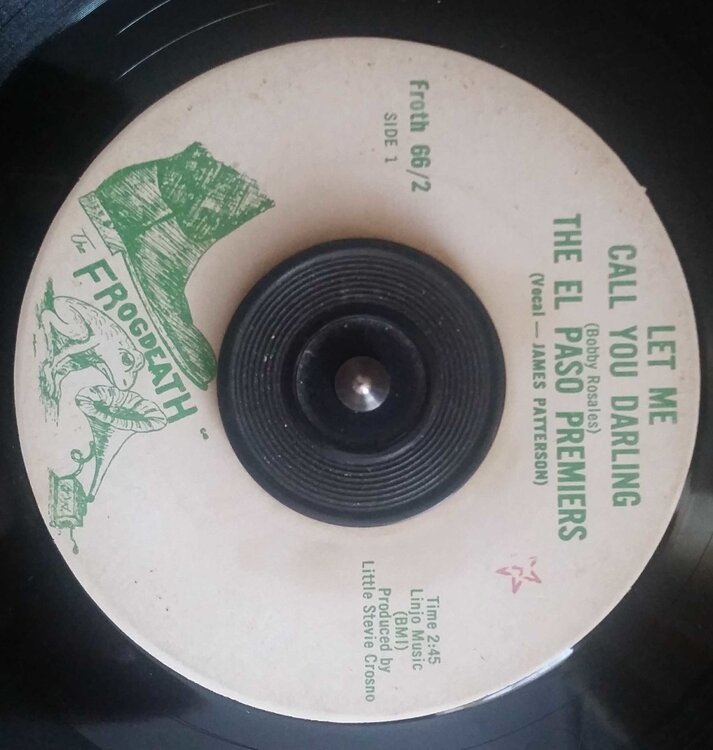 LET ME
CALL YOU DARLING
(Bobby Rosales)
THE EL PASO PREMIERS
(Vocal — JAMES PATTERSON)
Froth 66/2
SIDE 1
Time 2:45
Linjo Music
(BMI)
Produced by
Little Stevie Crosno
The FROGDEATH